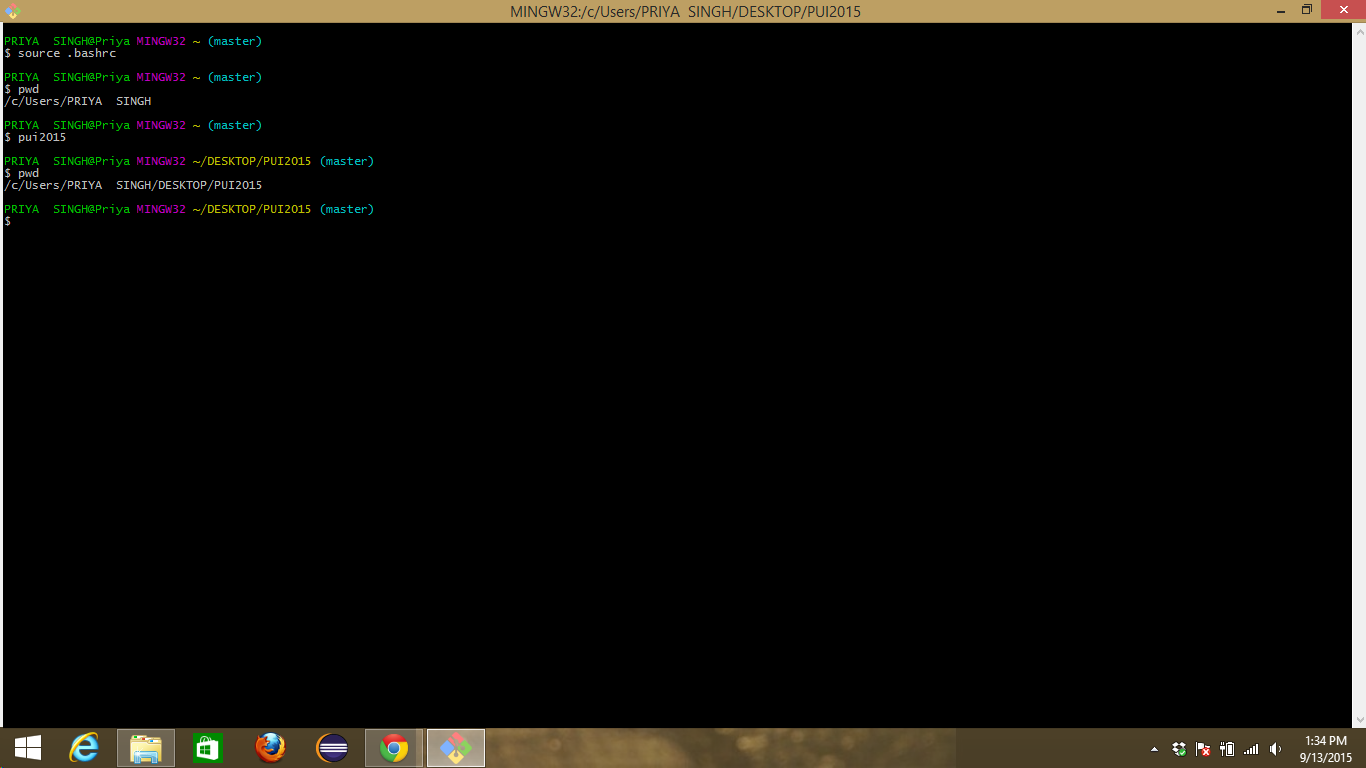 MINGW32:/c/Users/PRIYA  SINGH/DESKTOP/PUI2015
PRIYA  SINGH@Priya MINGW32 ~ (master)
$ source .bashrc
PRIYA  SINGH@Priya MINGW32 ~ (master)
$ pwd
/c/Users/PRIYA  SINGH
PRIYA  SINGH@Priya MINGW32 ~ (master)
$ pui2015
PRIYA  SINGH@Priya MINGW32 ~/DESKTOP/PUI2015 (master)
$ pwd
/c/Users/PRIYA  SINGH/DESKTOP/PUI2015
PRIYA  SINGH@Priya MINGW32 ~/DESKTOP/PUI2015 (master)
$
1:34 PM
9/13/2015